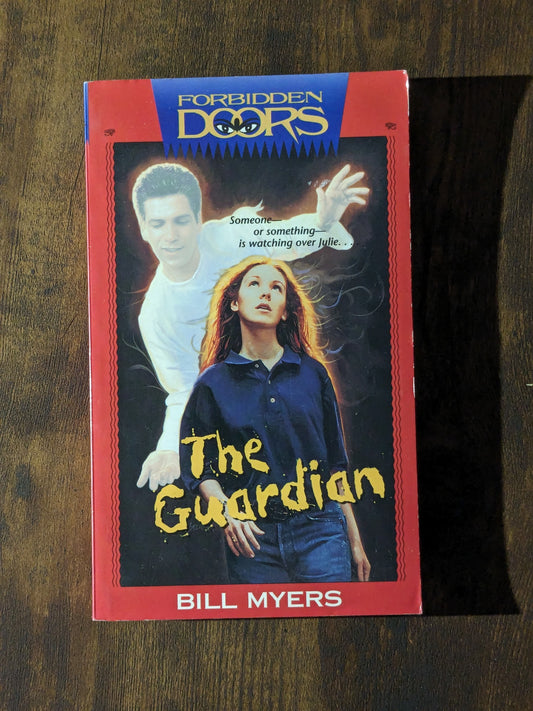 FORBIDDEN
DOORS
Someone—
or something—
is watching over Julie. . .
The
Guardian
BILL MYERS